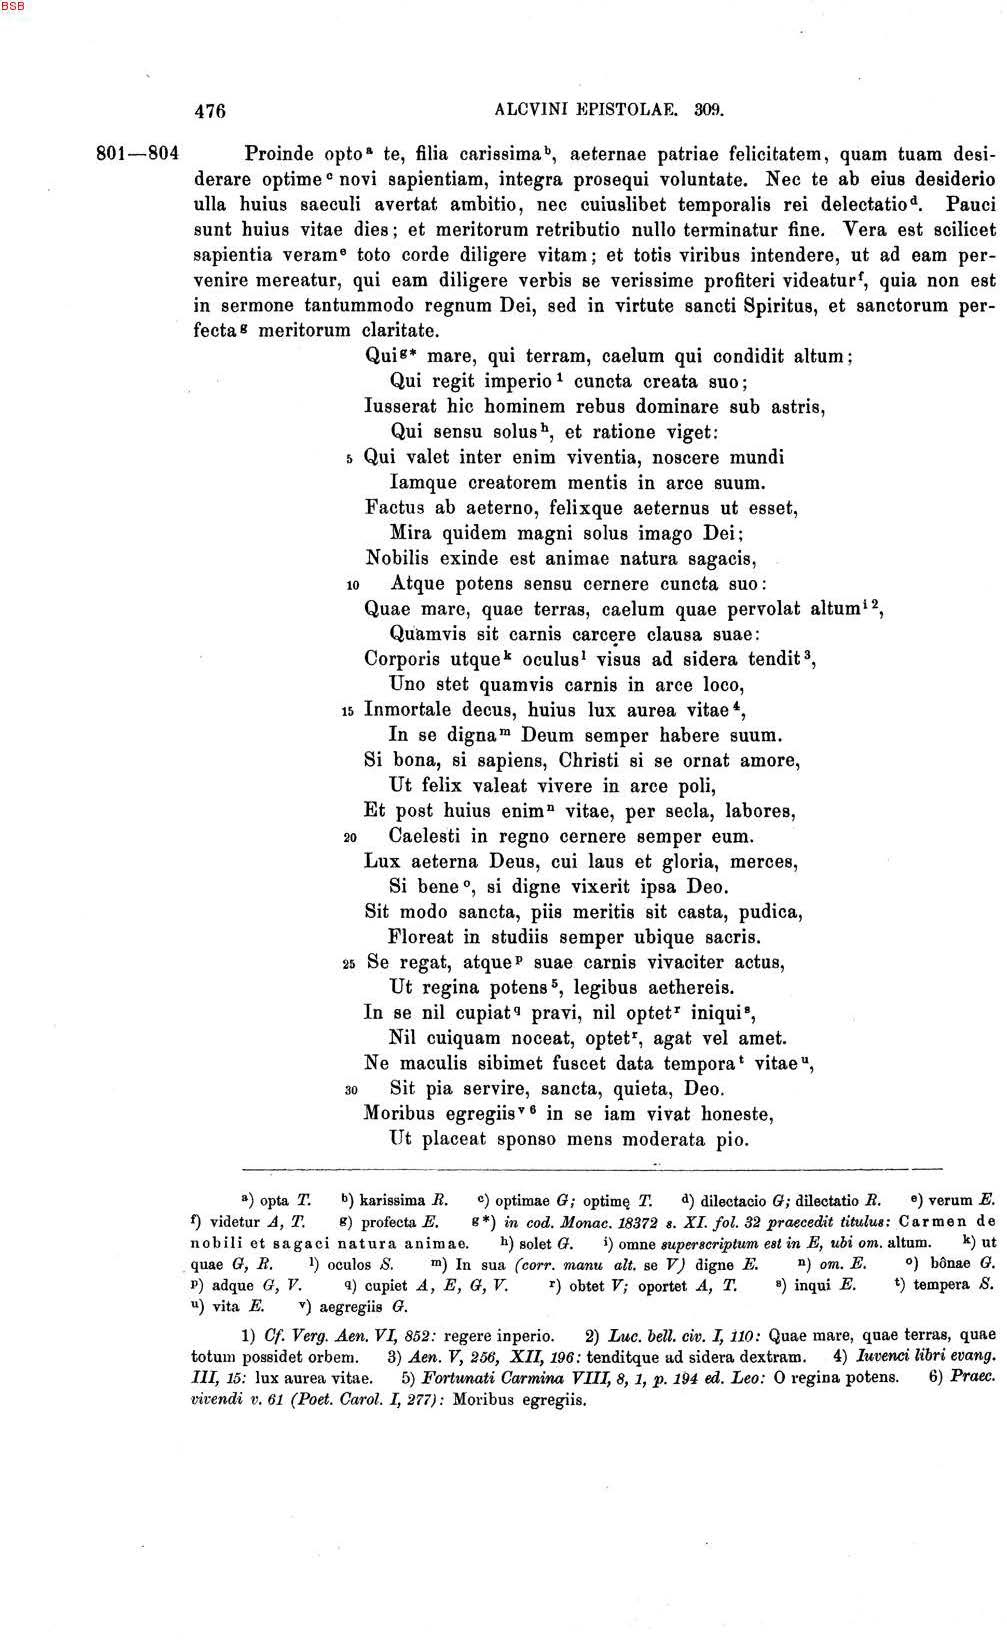 BSB
476 ALCVINI EPISTOLAE. 309.
801—804 Proinde opto ᵃ te, filia carissima ᵇ, aeternae patriae felicitatem, quam tuam desi-
derare optime ᶜ novi sapientiam, integra prosequi voluntate. Nec te ab eius desiderio
ulla huius saeculi avertat ambitio, nec cuiuslibet temporalis rei delectatio ᵈ. Pauci
sunt huius vitae dies; et meritorum retributio nullo terminatur fine. Vera est scilicet
sapientia veram ᵉ toto corde diligere vitam; et totis viribus intendere, ut ad eam per-
venire mereatur, qui eam diligere verbis se verissime profiteri videatur ᶠ, quia non est
in sermone tantummodo regnum Dei, sed in virtute sancti Spiritus, et sanctorum per-
fecta ᵍ meritorum claritate.
Qui ᵍ* mare, qui terram, caelum qui condidit altum;
Qui regit imperio ¹ cuncta creata suo;
Iusserat hic hominem rebus dominare sub astris,
Qui sensu solus ʰ, et ratione viget:
5 Qui valet inter enim viventia, noscere mundi
Iamque creatorem mentis in arce suum.
Factus ab aeterno, felixque aeternus ut esset,
Mira quidem magni solus imago Dei;
Nobilis exinde est animae natura sagacis,
10 Atque potens sensu cernere cuncta suo:
Quae mare, quae terras, caelum quae pervolat altum ⁱ ²,
Quamvis sit carnis carcere clausa suae:
Corporis utque ᵏ oculus ˡ visus ad sidera tendit ³,
Uno stet quamvis carnis in arce loco,
15 Inmortale decus, huius lux aurea vitae ⁴,
In se digna ᵐ Deum semper habere suum.
Si bona, si sapiens, Christi si se ornat amore,
Ut felix valeat vivere in arce poli,
Et post huius enim ⁿ vitae, per secla, labores,
20 Caelesti in regno cernere semper eum.
Lux aeterna Deus, cui laus et gloria, merces,
Si bene ᵒ, si digne vixerit ipsa Deo.
Sit modo sancta, piis meritis sit casta, pudica,
Floreat in studiis semper ubique sacris.
25 Se regat, atque ᵖ suae carnis vivaciter actus,
Ut regina potens ⁵, legibus aethereis.
In se nil cupiat q pravi, nil optet ʳ iniqui ˢ,
Nil cuiquam noceat, optet ʳ, agat vel amet.
Ne maculis sibimet fuscet data tempora ᵗ vitae ᵘ,
30 Sit pia servire, sancta, quieta, Deo.
Moribus egregiis ᵛ ⁶ in se iam vivat honeste,
Ut placeat sponso mens moderata pio.
a) opta T. b) karissima R. c) optimae G; optimę T. d) dilectacio G; dilectatio R. e) verum E.
f) videtur A, T. g) profecta E. g*) in cod. Monac. 18372 s. XI. fol. 32 praecedit titulus: Carmen de
nobili et sagaci natura animae. h) solet G. i) omne superscriptum est in E, ubi om. altum. k) ut
quae G, R. l) oculos S. m) In sua (corr. manu alt. se V) digne E. n) om. E. o) bônae G.
p) adque G, V. q) cupiet A, E, G, V. r) obtet V; oportet A, T. s) inqui E. t) tempera S.
u) vita E. v) aegregiis G.
1) Cf. Verg. Aen. VI, 852: regere inperio. 2) Luc. bell. civ. I, 110: Quae mare, quae terras, quae
totum possidet orbem. 3) Aen. V, 256, XII, 196: tenditque ad sidera dextram. 4) Iuvenci libri evang.
III, 15: lux aurea vitae. 5) Fortunati Carmina VIII, 8, 1, p. 194 ed. Leo: O regina potens. 6) Praec.
vivendi v. 61 (Poet. Carol. I, 277): Moribus egregiis.